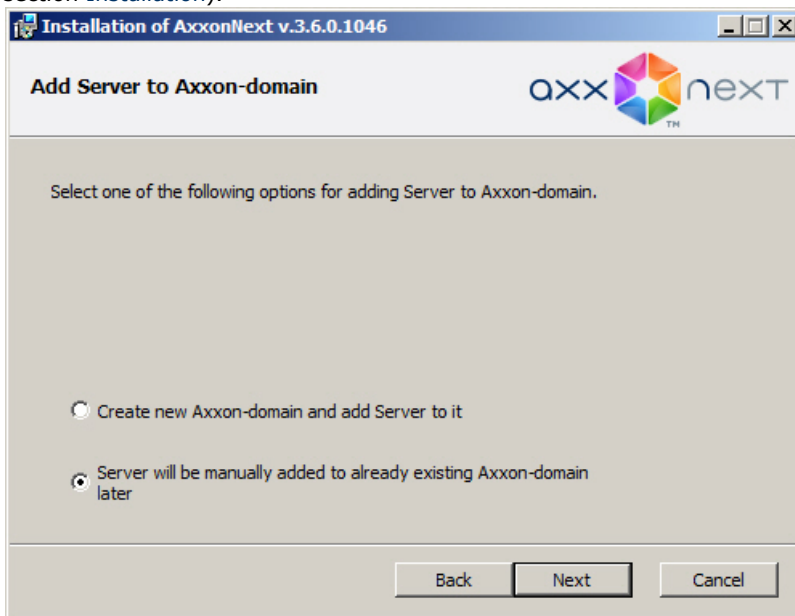 section Installation).
Installation of AxxonNext v.3.6.0.1046
Add Server to Axxon-domain
axx next
TM
Select one of the following options for adding Server to Axxon-domain.
Create new Axxon-domain and add Server to it
Server will be manually added to already existing Axxon-domain
later
Back Next Cancel